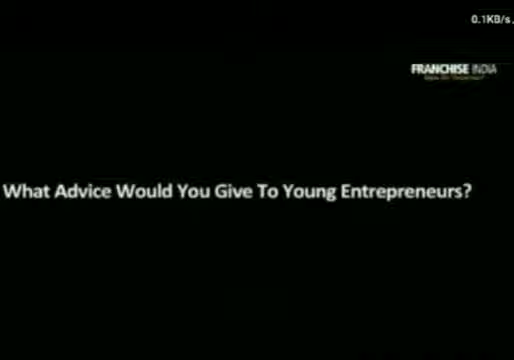 0.1KB/s
FRANCHISE INDIA
What Advice Would You Give To Young Entrepreneurs?